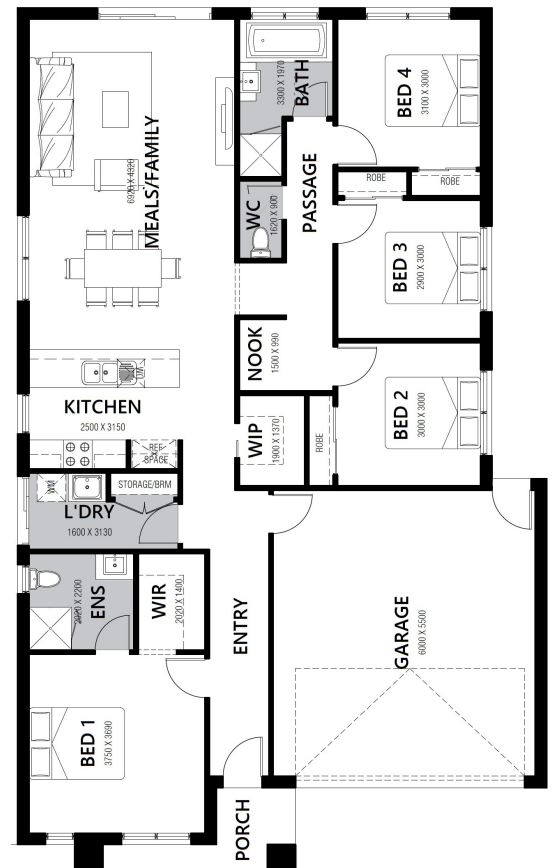 BATH
3300 X 1970
BED 4
3100 X 3000
MEALS/FAMILY
6920 X 4320
PASSAGE
ROBE
ROBE
WC
1620 X 900
BED 3
2900 X 3000
NOOK
1500 X 990
DW
KITCHEN
2500 X 3150
BED 2
3000 X 3000
WIP
1900 X 1370
ROBE
REF
SPACE
WM
STORAGE/BRM
L'DRY
1600 X 3130
ENS
2020 X 2200
WIR
2020 X 1400
ENTRY
GARAGE
6000 X 5500
BED 1
3750 X 3690
PORCH